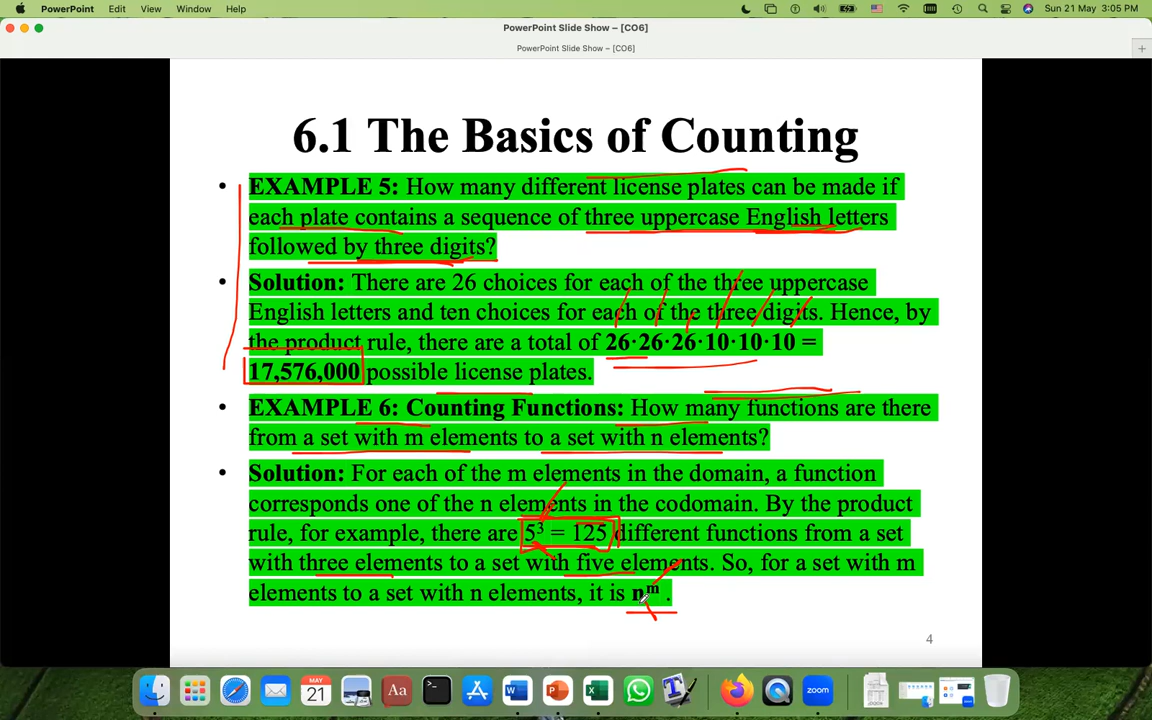 PowerPoint Edit View Window Help Sun 21 May 3:05 PM
PowerPoint Slide Show – [CO6]
PowerPoint Slide Show – [CO6]
6.1 The Basics of Counting
• EXAMPLE 5: How many different license plates can be made if
each plate contains a sequence of three uppercase English letters
followed by three digits?
• Solution: There are 26 choices for each of the three uppercase
English letters and ten choices for each of the three digits. Hence, by
the product rule, there are a total of 26·26·26·10·10·10 =
17,576,000 possible license plates.
• EXAMPLE 6: Counting Functions: How many functions are there
from a set with m elements to a set with n elements?
• Solution: For each of the m elements in the domain, a function
corresponds one of the n elements in the codomain. By the product
rule, for example, there are 5³ = 125 different functions from a set
with three elements to a set with five elements. So, for a set with m
elements to a set with n elements, it is nᵐ .
4
MAY
21
Aa
zoom